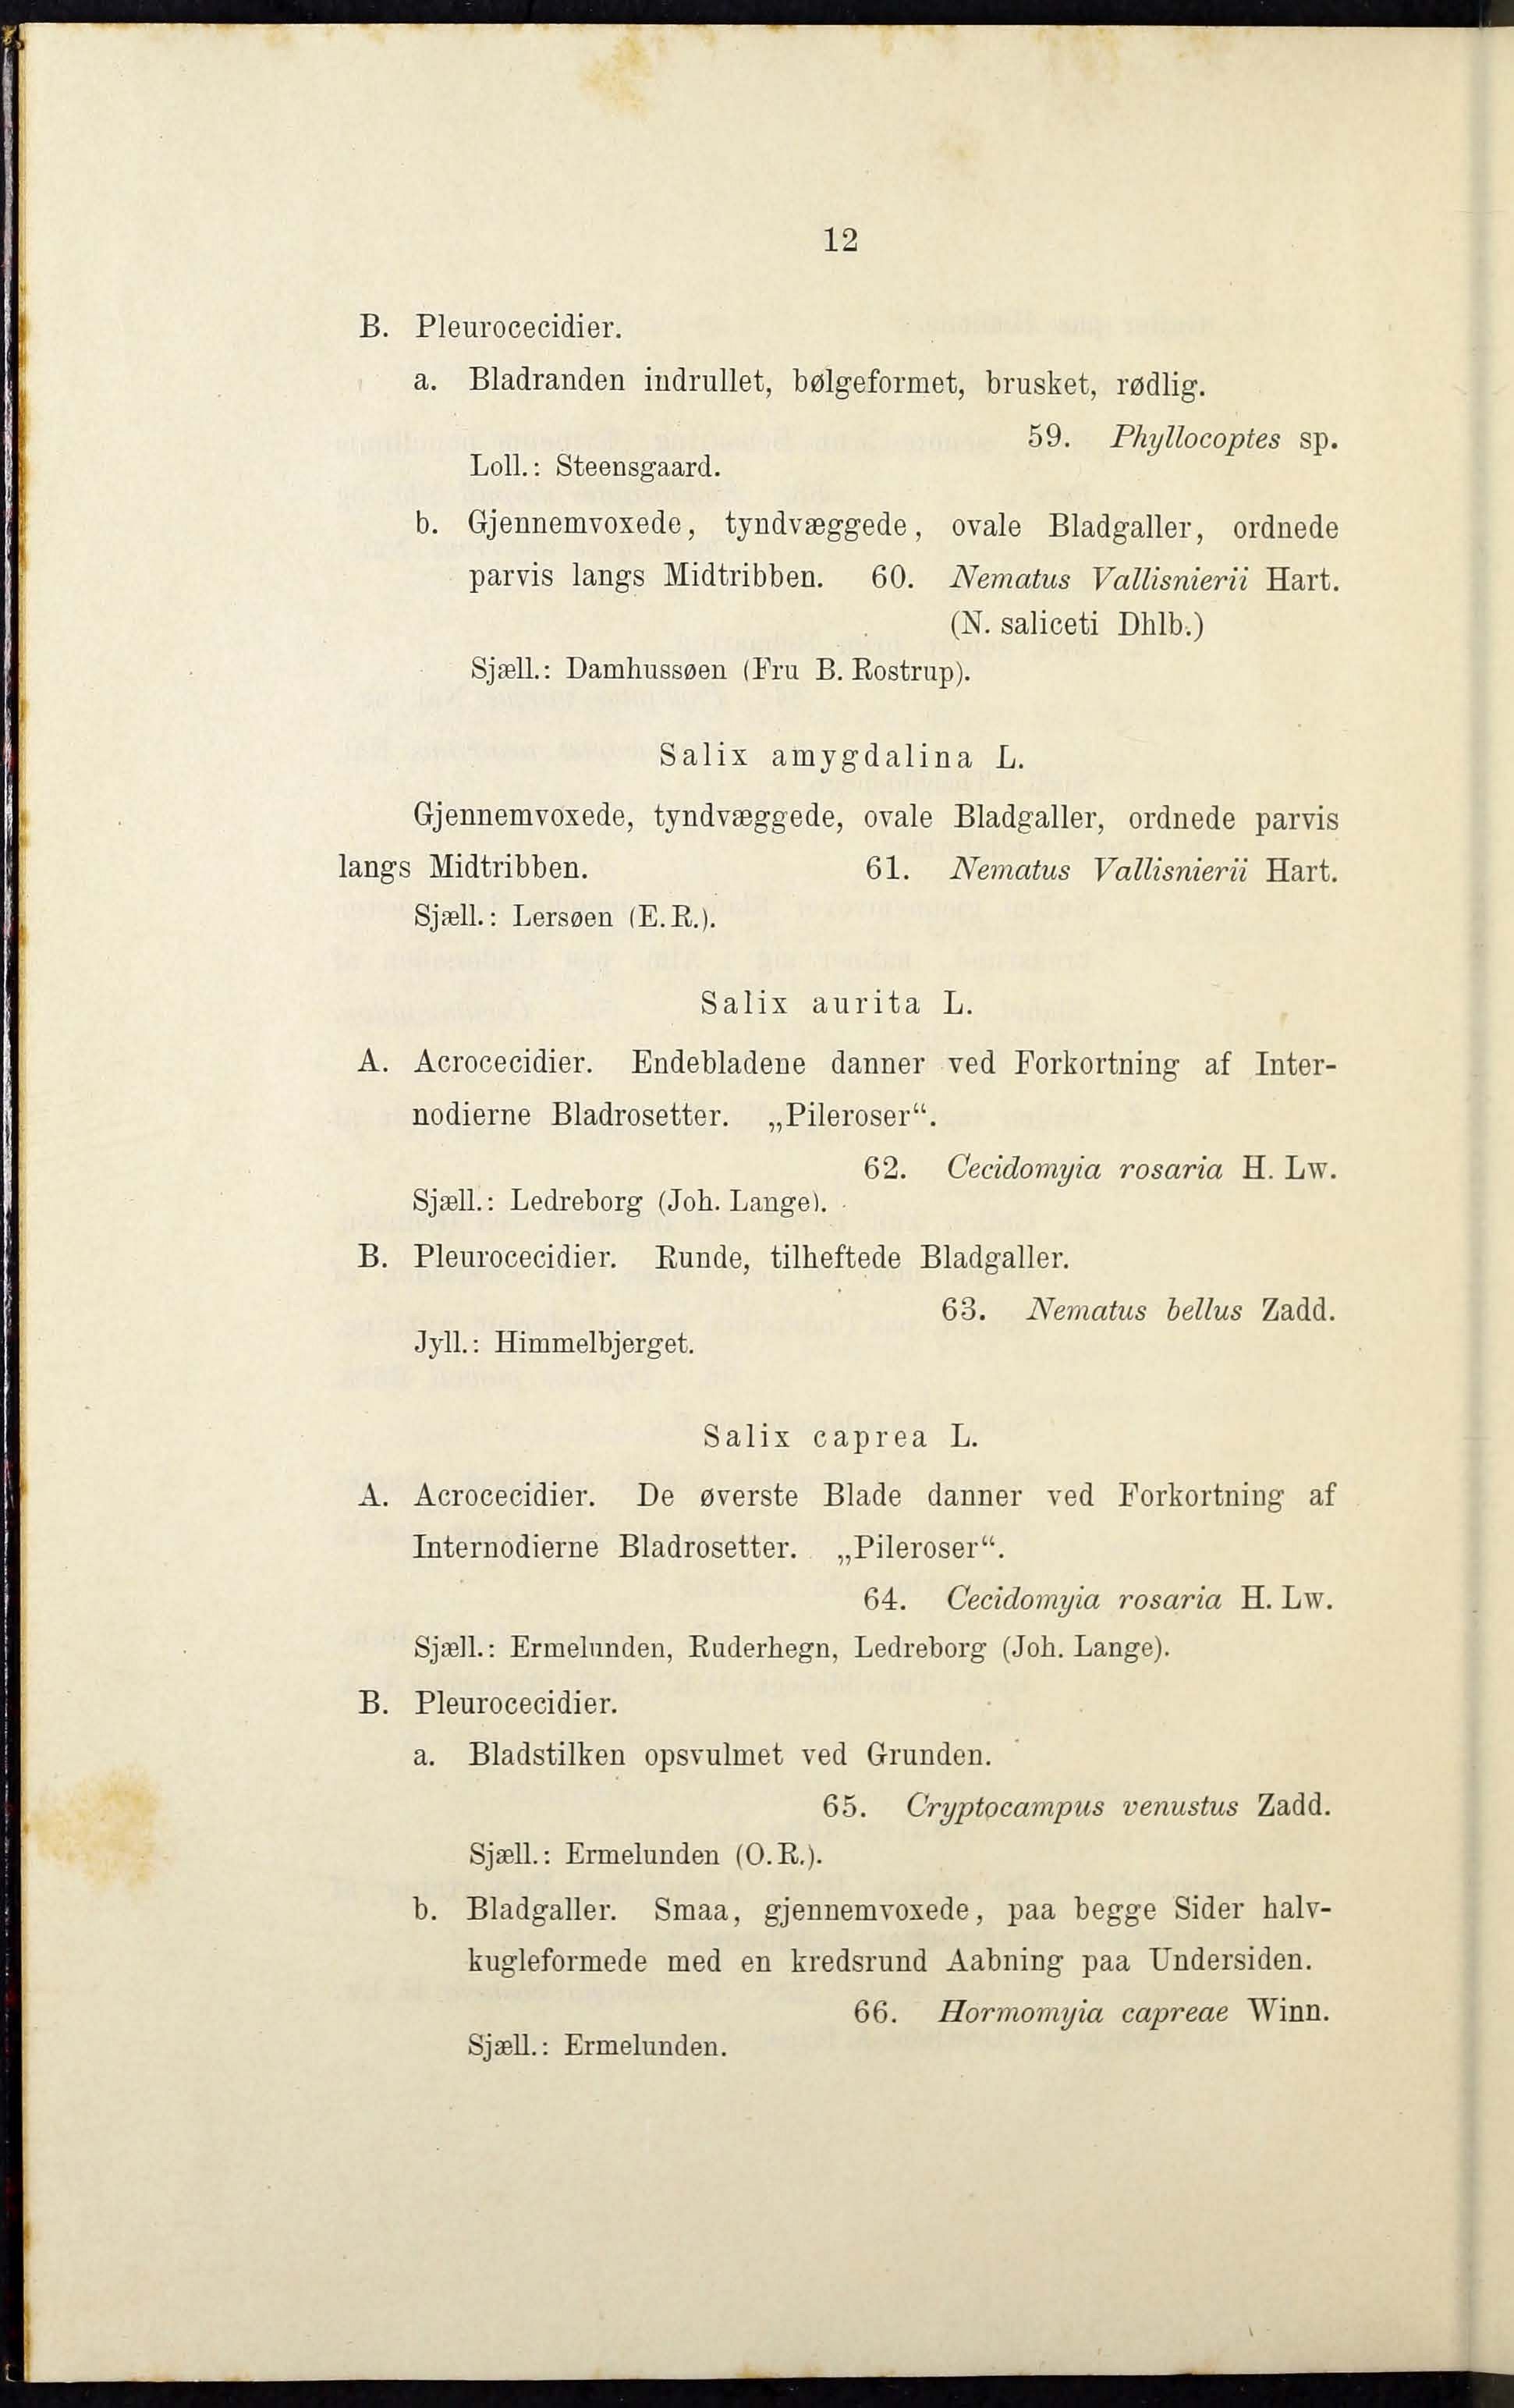 12
B. Pleurocecidier.
a. Bladranden indrullet, bølgeformet, brusket, rødlig.
59. Phyllocoptes sp.
Loll.: Steensgaard.
b. Gjennemvoxede, tyndvæggede, ovale Bladgaller, ordnede
parvis langs Midtribben. 60. Nematus Vallisnierii Hart.
(N. saliceti Dhlb.)
Sjæll.: Damhussøen (Fru B. Rostrup).
Salix amygdalina L.
Gjennemvoxede, tyndvæggede, ovale Bladgaller, ordnede parvis
langs Midtribben. 61. Nematus Vallisnierii Hart.
Sjæll.: Lersøen (E. R.).
Salix aurita L.
A. Acrocecidier. Endebladene danner ved Forkortning af Inter-
nodierne Bladrosetter. „Pileroser“.
62. Cecidomyia rosaria H. Lw.
Sjæll.: Ledreborg (Joh. Lange).
B. Pleurocecidier. Runde, tilheftede Bladgaller.
63. Nematus bellus Zadd.
Jyll.: Himmelbjerget.
Salix caprea L.
A. Acrocecidier. De øverste Blade danner ved Forkortning af
Internodierne Bladrosetter. „Pileroser“.
64. Cecidomyia rosaria H. Lw.
Sjæll.: Ermelunden, Ruderhegn, Ledreborg (Joh. Lange).
B. Pleurocecidier.
a. Bladstilken opsvulmet ved Grunden.
65. Cryptocampus venustus Zadd.
Sjæll.: Ermelunden (O. R.).
b. Bladgaller. Smaa, gjennemvoxede, paa begge Sider halv-
kugleformede med en kredsrund Aabning paa Undersiden.
66. Hormomyia capreae Winn.
Sjæll.: Ermelunden.